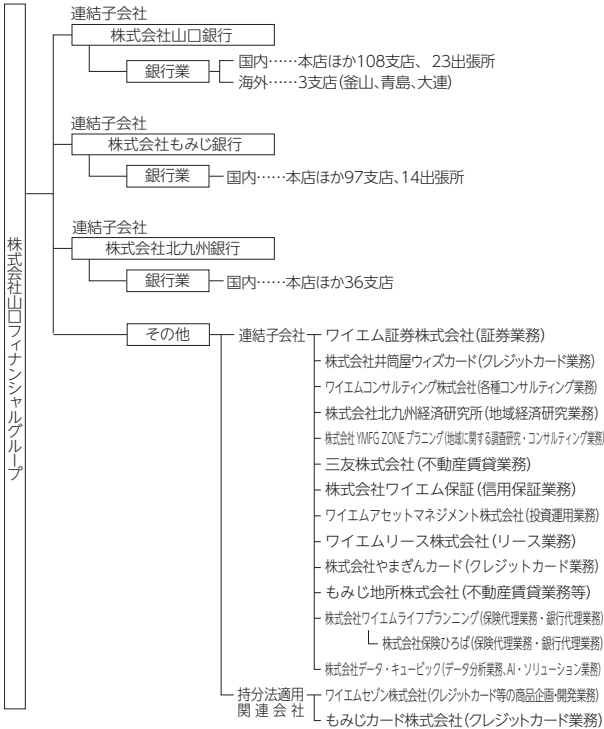 株式会社山口フィナンシャルグループ
連結子会社
株式会社山口銀行
銀行業
国内……本店ほか108支店、23出張所
海外……3支店(釜山、青島、大連)
連結子会社
株式会社もみじ銀行
銀行業
国内……本店ほか97支店、14出張所
連結子会社
株式会社北九州銀行
銀行業
国内……本店ほか36支店
その他
連結子会社
ワイエム証券株式会社(証券業務)
株式会社井筒屋ウィズカード(クレジットカード業務)
ワイエムコンサルティング株式会社(各種コンサルティング業務)
株式会社北九州経済研究所(地域経済研究業務)
株式会社 YMFG ZONEプラニング(地域に関する調査研究・コンサルティング業務)
三友株式会社(不動産賃貸業務)
株式会社ワイエム保証(信用保証業務)
ワイエムアセットマネジメント株式会社(投資運用業務)
ワイエムリース株式会社(リース業務)
株式会社やまぎんカード(クレジットカード業務)
もみじ地所株式会社(不動産賃貸業務等)
株式会社ワイエムライフプランニング(保険代理業務・銀行代理業務)
株式会社保険ひろば(保険代理業務・銀行代理業務)
株式会社データ・キュービック(データ分析業務、AI・ソリューション業務)
持分法適用
関連会社
ワイエムセゾン株式会社(クレジットカード等の商品企画・開発業務)
もみじカード株式会社(クレジットカード業務)